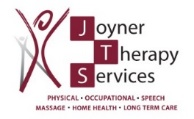 Joyner
Therapy
Services
PHYSICAL • OCCUPATIONAL • SPEECH
MASSAGE • HOME HEALTH • LONG TERM CARE